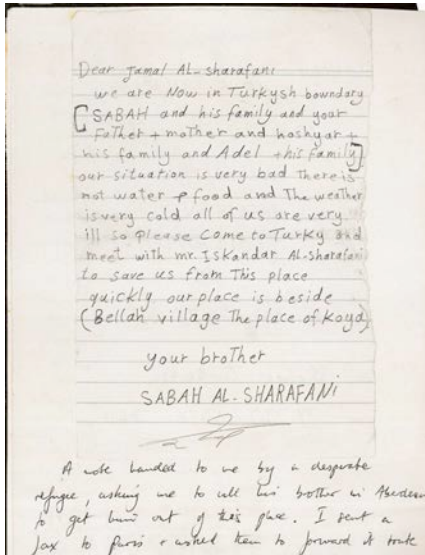 Dear Jamal AL-sharafani
we are Now in Turkysh bowndary
[SABAH and his family and your
Father + mother and hoshyar +
his family and Adel + his family]
our situation is very bad There is
not water & food and The weather
is very cold all of us are very
ill so Please Come to Turky and
meet with mr. Iskandar AL-sharafani
to save us from This place
quickly our place is beside
(Bellah village The place of Koya)
your brother
SABAH AL-SHARAFANi
A note handed to me by a desperate
refugee, asking me to call his brother in Aberdeen
to get him out of this place. I sent a
fax to Paris & asked them to forward it